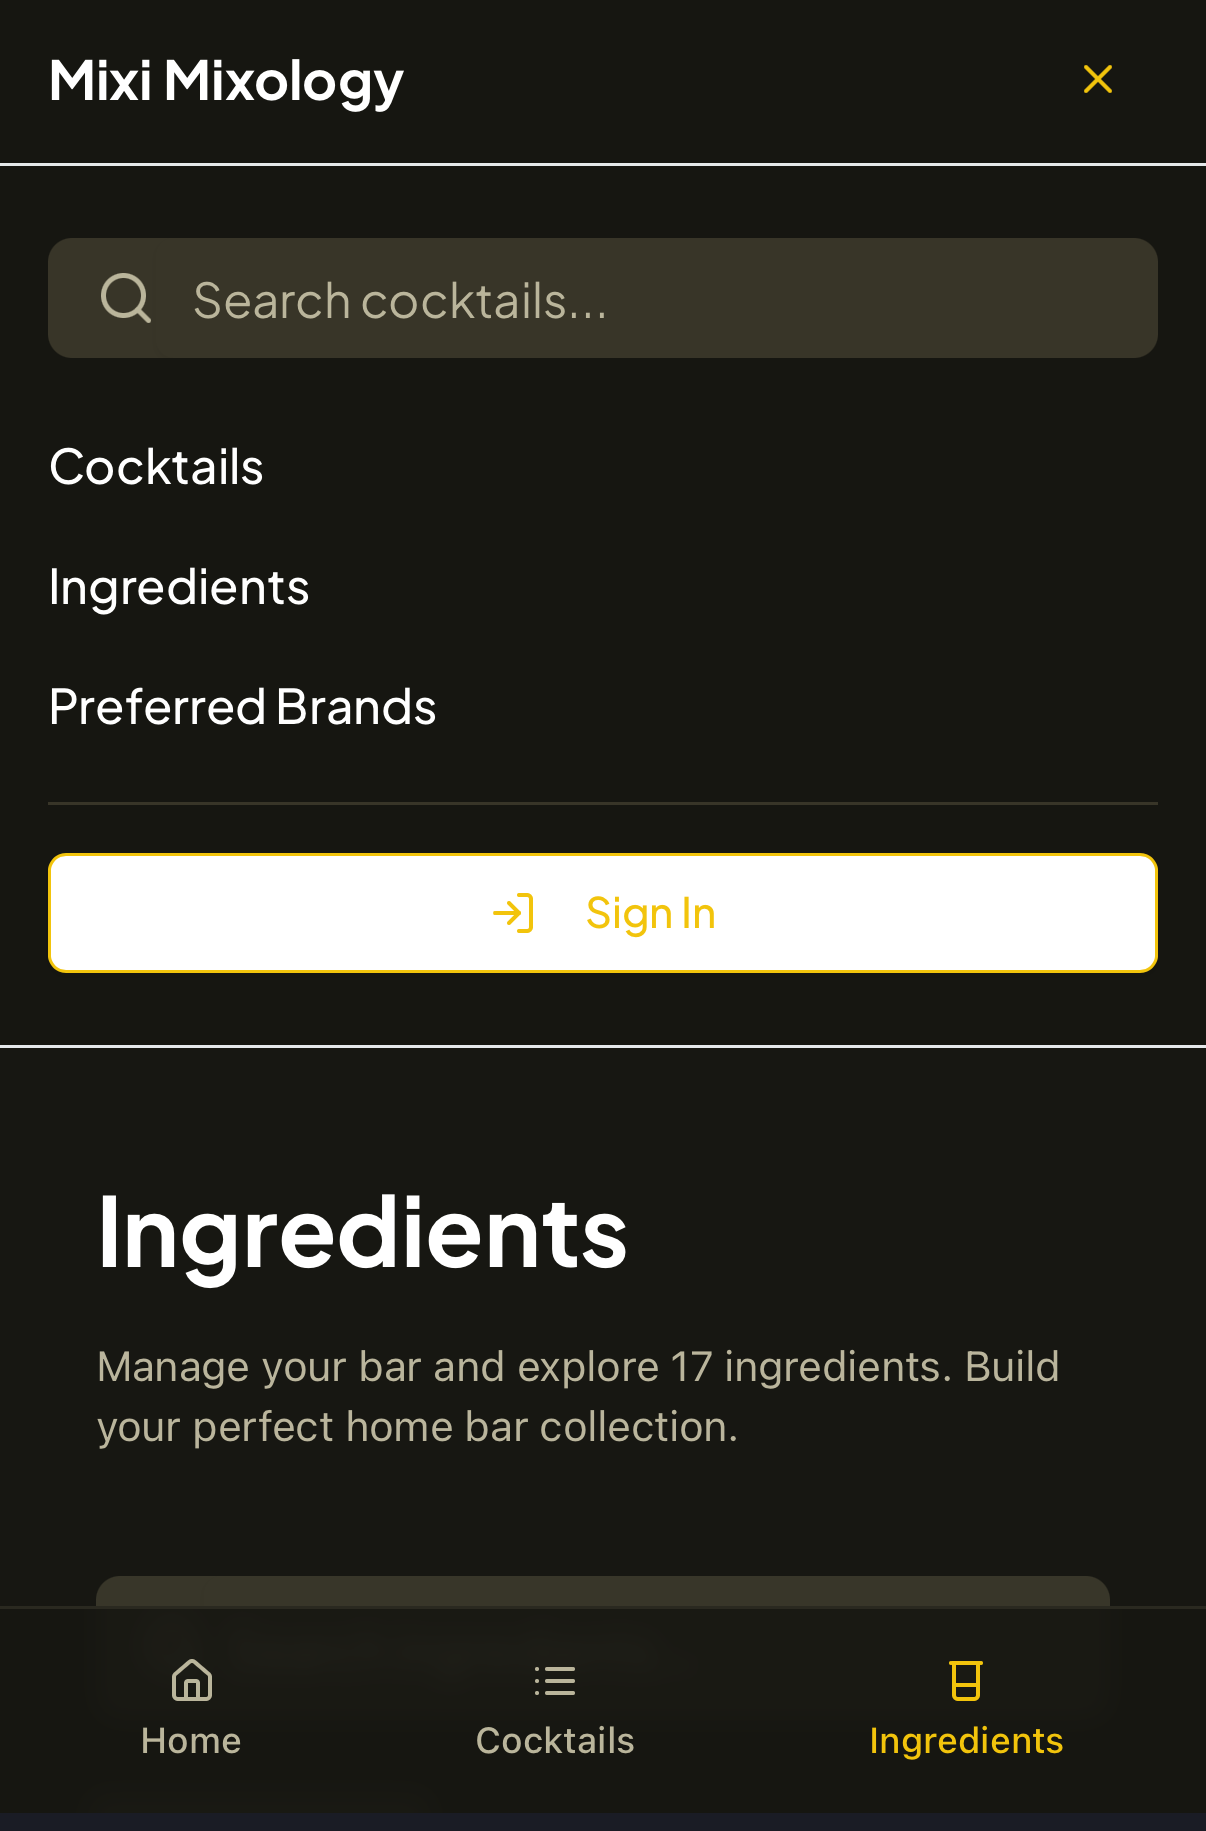 Mixi Mixology
Search cocktails...
Cocktails
Ingredients
Preferred Brands
Sign In
Ingredients
Manage your bar and explore 17 ingredients. Build
your perfect home bar collection.
Home
Cocktails
Ingredients